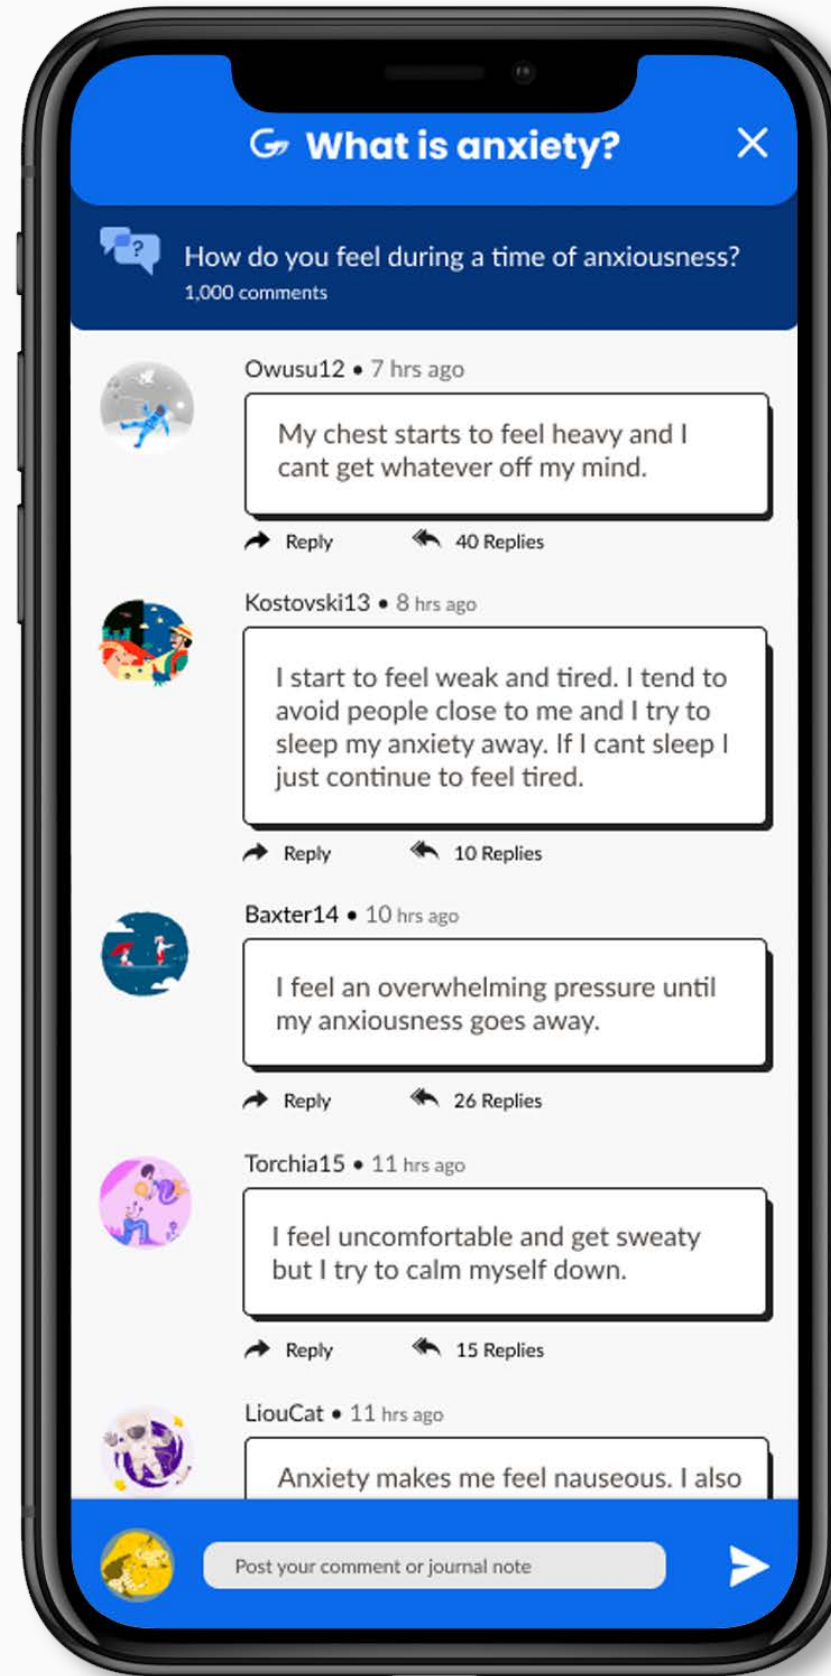 What is anxiety?
?
How do you feel during a time of anxiousness?
1,000 comments
Owusu12 • 7 hrs ago
My chest starts to feel heavy and I
cant get whatever off my mind.
Reply 40 Replies
Kostovski13 • 8 hrs ago
I start to feel weak and tired. I tend to
avoid people close to me and I try to
sleep my anxiety away. If I cant sleep I
just continue to feel tired.
Reply 10 Replies
Baxter14 • 10 hrs ago
I feel an overwhelming pressure until
my anxiousness goes away.
Reply 26 Replies
Torchia15 • 11 hrs ago
I feel uncomfortable and get sweaty
but I try to calm myself down.
Reply 15 Replies
LiouCat • 11 hrs ago
Anxiety makes me feel nauseous. I also
Post your comment or journal note